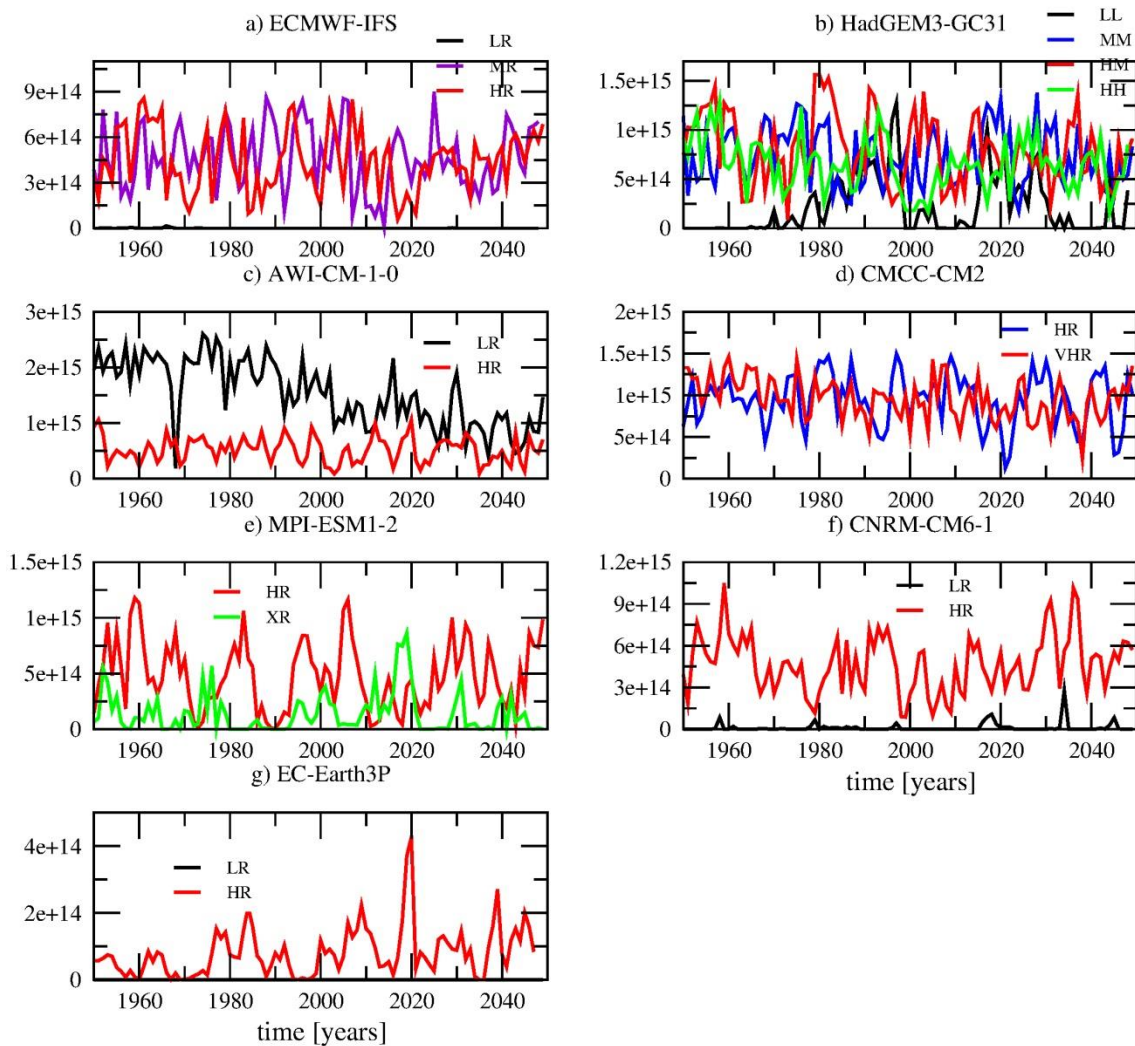 a) ECMWF-IFS
LR
MR
HR
9e+14
6e+14
3e+14
0
1960 1980 2000 2020 2040
b) HadGEM3-GC31
LL
MM
HM
HH
1.5e+15
1e+15
5e+14
0
1960 1980 2000 2020 2040
c) AWI-CM-1-0
LR
HR
3e+15
2e+15
1e+15
0
1960 1980 2000 2020 2040
d) CMCC-CM2
HR
VHR
2e+15
1.5e+15
1e+15
5e+14
0
1960 1980 2000 2020 2040
e) MPI-ESM1-2
HR
XR
1.5e+15
1e+15
5e+14
0
1960 1980 2000 2020 2040
f) CNRM-CM6-1
LR
HR
1.2e+15
9e+14
6e+14
3e+14
0
1960 1980 2000 2020 2040
time [years]
g) EC-Earth3P
LR
HR
4e+14
2e+14
0
1960 1980 2000 2020 2040
time [years]